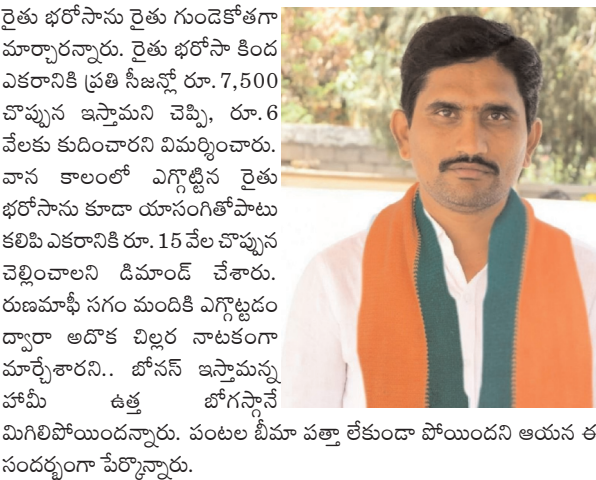 రైతు భరోసాను రైతు గుండెకోతగా
మార్చారన్నారు. రైతు భరోసా కింద
ఎకరానికి ప్రతి సీజన్లో రూ. 7,500
చొప్పున ఇస్తామని చెప్పి, రూ. 6
వేలకు కుదించారని విమర్శించారు.
వాన కాలంలో ఎగ్గొట్టిన రైతు
భరోసాను కూడా యాసంగితోపాటు
కలిపి ఎకరానికి రూ. 15 వేల చొప్పున
చెల్లించాలని డిమాండ్ చేశారు.
రుణమాఫీ సగం మందికి ఎగ్గొట్టడం
ద్వారా అదొక చిల్లర నాటకంగా
మార్చేశారని.. బోనస్ ఇస్తామన్న
హామీ ఉత్త బోగస్గానే
మిగిలిపోయిందన్నారు. పంటల బీమా పత్తా లేకుండా పోయిందని ఆయన ఈ
సందర్భంగా పేర్కొన్నారు.